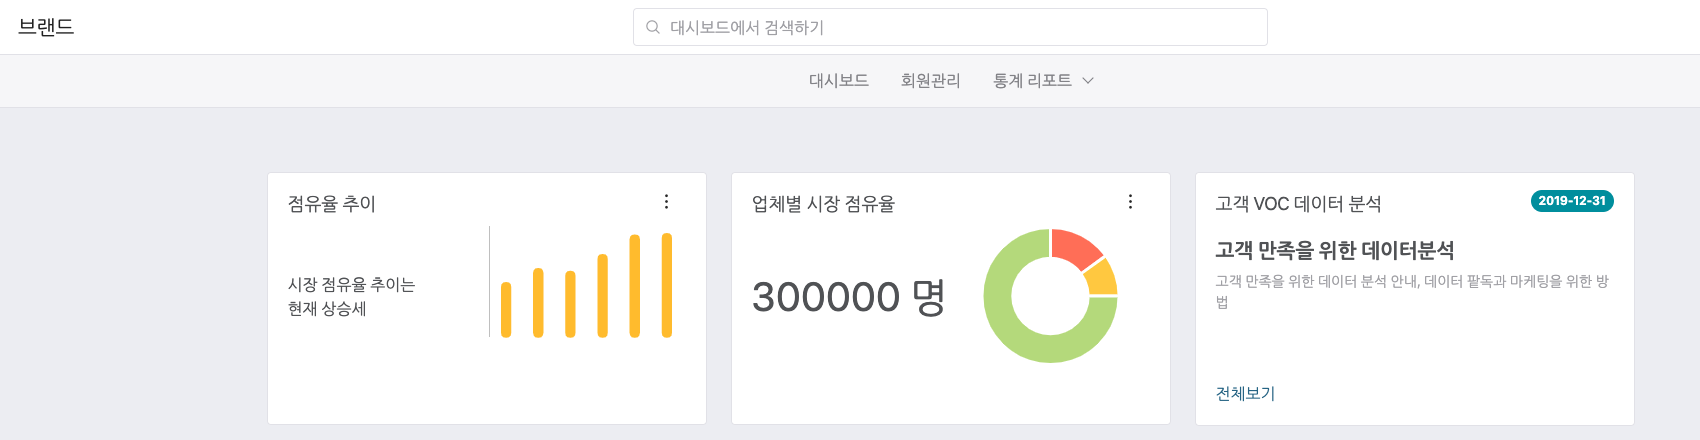 브랜드
대시보드에서 검색하기
대시보드 회원관리 통계 리포트
점유율 추이
시장 점유율 추이는
현재 상승세
업체별 시장 점유율
300000 명
고객 VOC 데이터 분석
2019-12-31
고객 만족을 위한 데이터분석
고객 만족을 위한 데이터 분석 안내, 데이터 팥독과 마케팅을 위한 방
법
전체보기